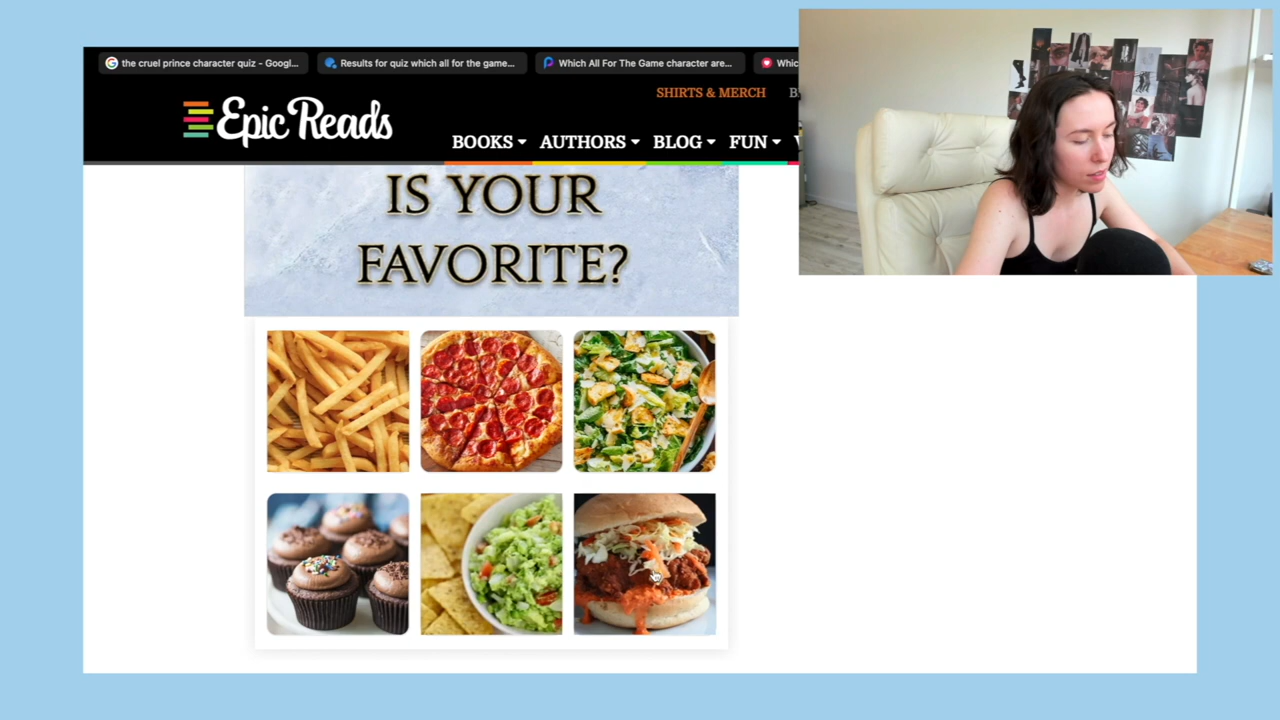 the cruel prince character quiz - Googl...
Results for quiz which all for the game...
Which All For The Game character are...
Whic
SHIRTS & MERCH
B
Epic Reads
BOOKS
AUTHORS
BLOG
FUN
IS YOUR
FAVORITE?